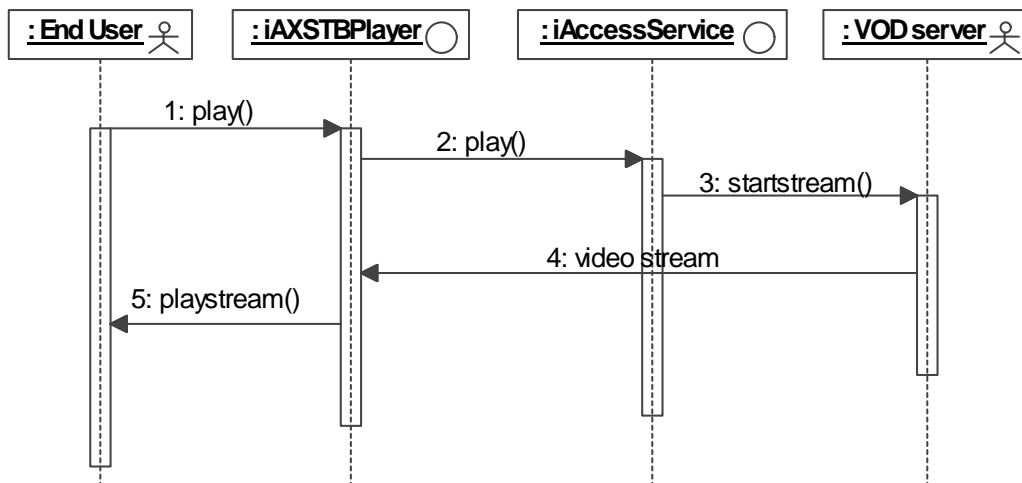 : End User
: iAXSTBPlayer
: iAccessService
: VOD server
1: play()
2: play()
3: startstream()
4: video stream
5: playstream()